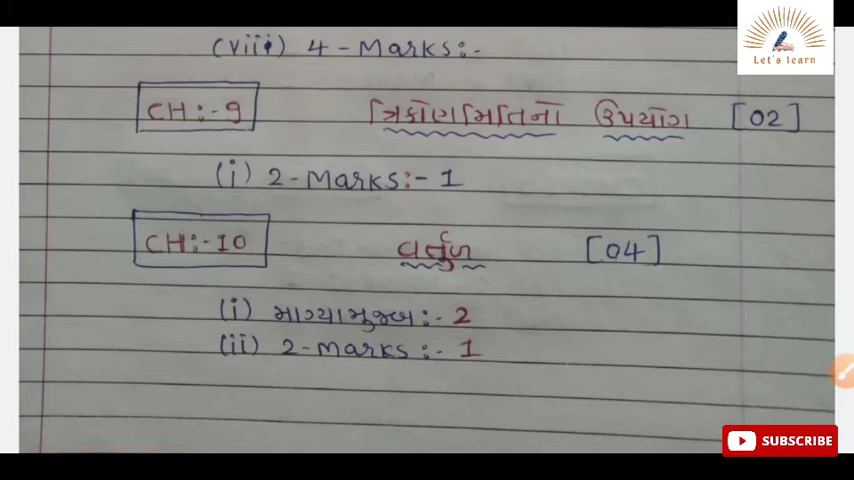 Let's learn
(viii) 4-Marks:-
CH:-9 ત્રિકોણમિતિનો ઉપયોગ [02]
(i) 2-Marks:- 1
CH:-10 વર્તુળ [04]
(i) માગ્યામુજબ:- 2
(ii) 2-marks:- 1
SUBSCRIBE